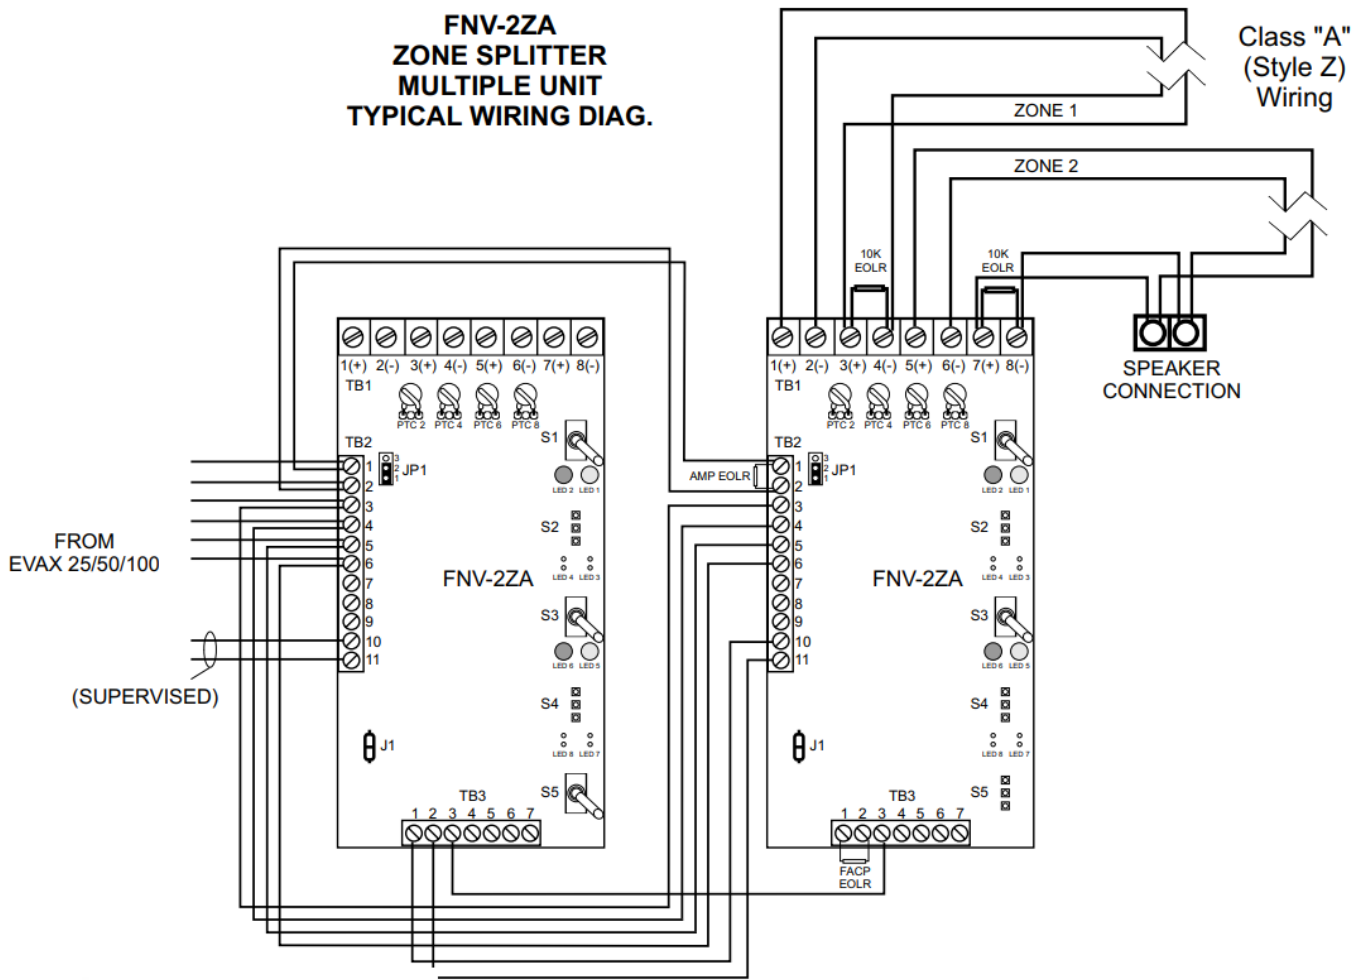 FNV-2ZA
ZONE SPLITTER
MULTIPLE UNIT
TYPICAL WIRING DIAG.
Class "A"
(Style Z)
Wiring
ZONE 1
ZONE 2
10K
EOLR
10K
EOLR
SPEAKER
CONNECTION
1(+) 2(-) 3(+) 4(-) 5(+) 6(-) 7(+) 8(-)
TB1
PTC 2 PTC 4 PTC 6 PTC 8
S1
TB2
1
2
3
4
5
6
7
8
9
10
11
3
2
1
JP1
LED 2 LED 1
S2
LED 4 LED 3
FNV-2ZA
S3
LED 6 LED 5
S4
LED 8 LED 7
J1
S5
TB3
1 2 3 4 5 6 7
FROM
EVAX 25/50/100
(SUPERVISED)
AMP EOLR
1(+) 2(-) 3(+) 4(-) 5(+) 6(-) 7(+) 8(-)
TB1
PTC 2 PTC 4 PTC 6 PTC 8
S1
TB2
1
2
3
4
5
6
7
8
9
10
11
3
2
1
JP1
LED 2 LED 1
S2
LED 4 LED 3
FNV-2ZA
S3
LED 6 LED 5
S4
LED 8 LED 7
J1
S5
TB3
1 2 3 4 5 6 7
FACP
EOLR